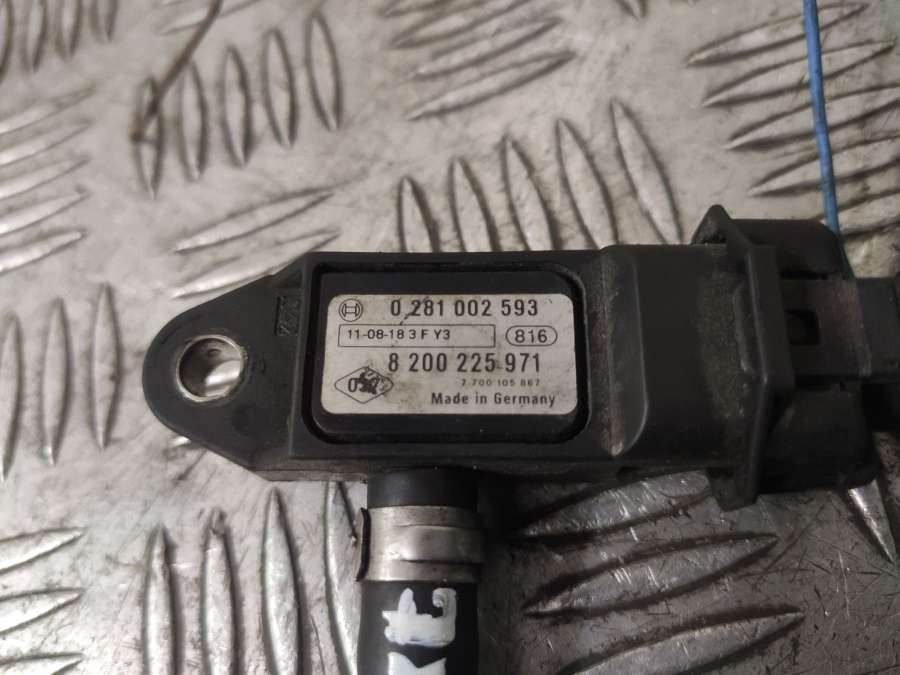 0 281 002 593
11-08-18 3 F Y3
816
8 200 225 971
7 700 105 867
Made in Germany